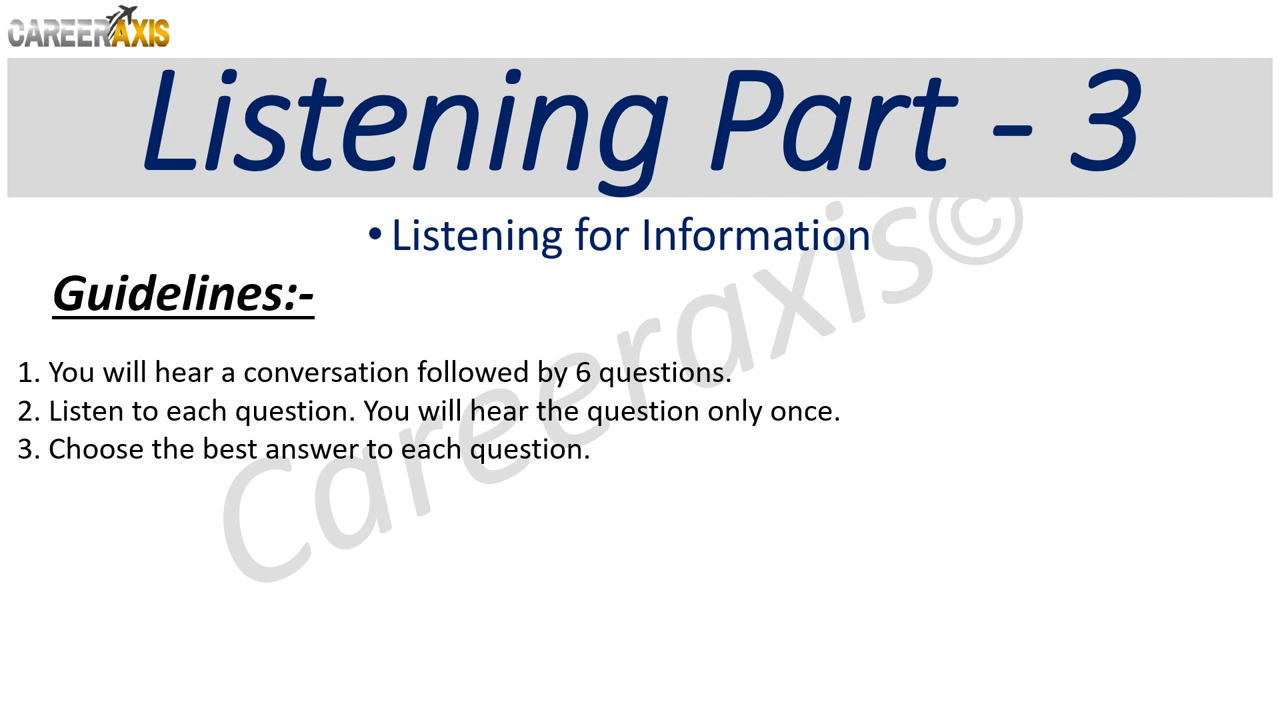 CAREERAXIS
Listening Part - 3
• Listening for Information
Guidelines:-
1. You will hear a conversation followed by 6 questions.
2. Listen to each question. You will hear the question only once.
3. Choose the best answer to each question.
Careeraxis©